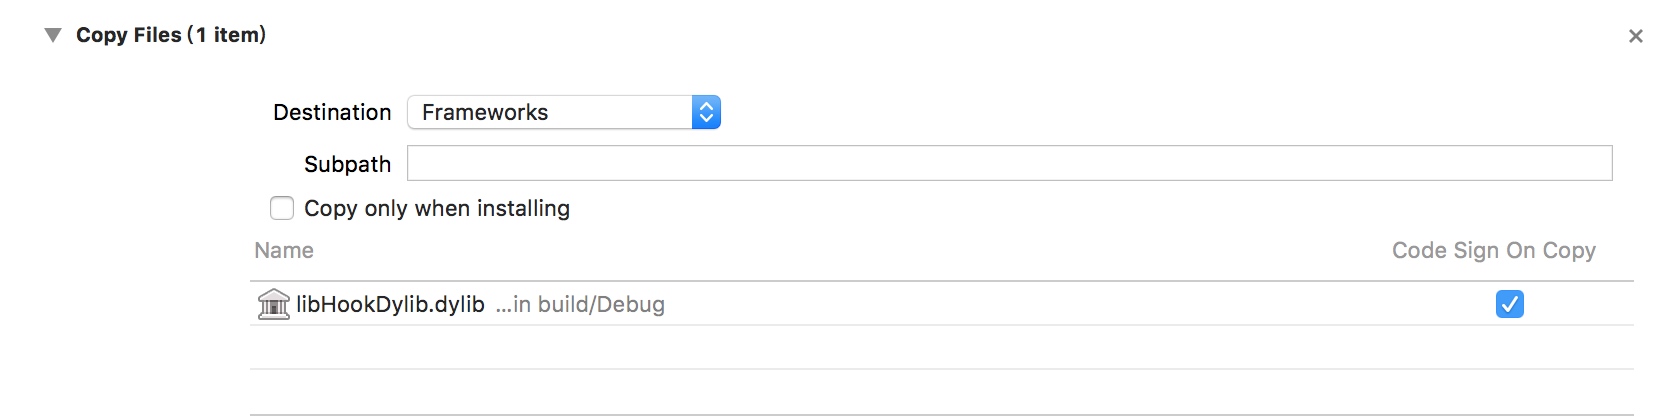 Copy Files (1 item)
Destination Frameworks
Subpath
Copy only when installing
Name Code Sign On Copy
libHookDylib.dylib ...in build/Debug